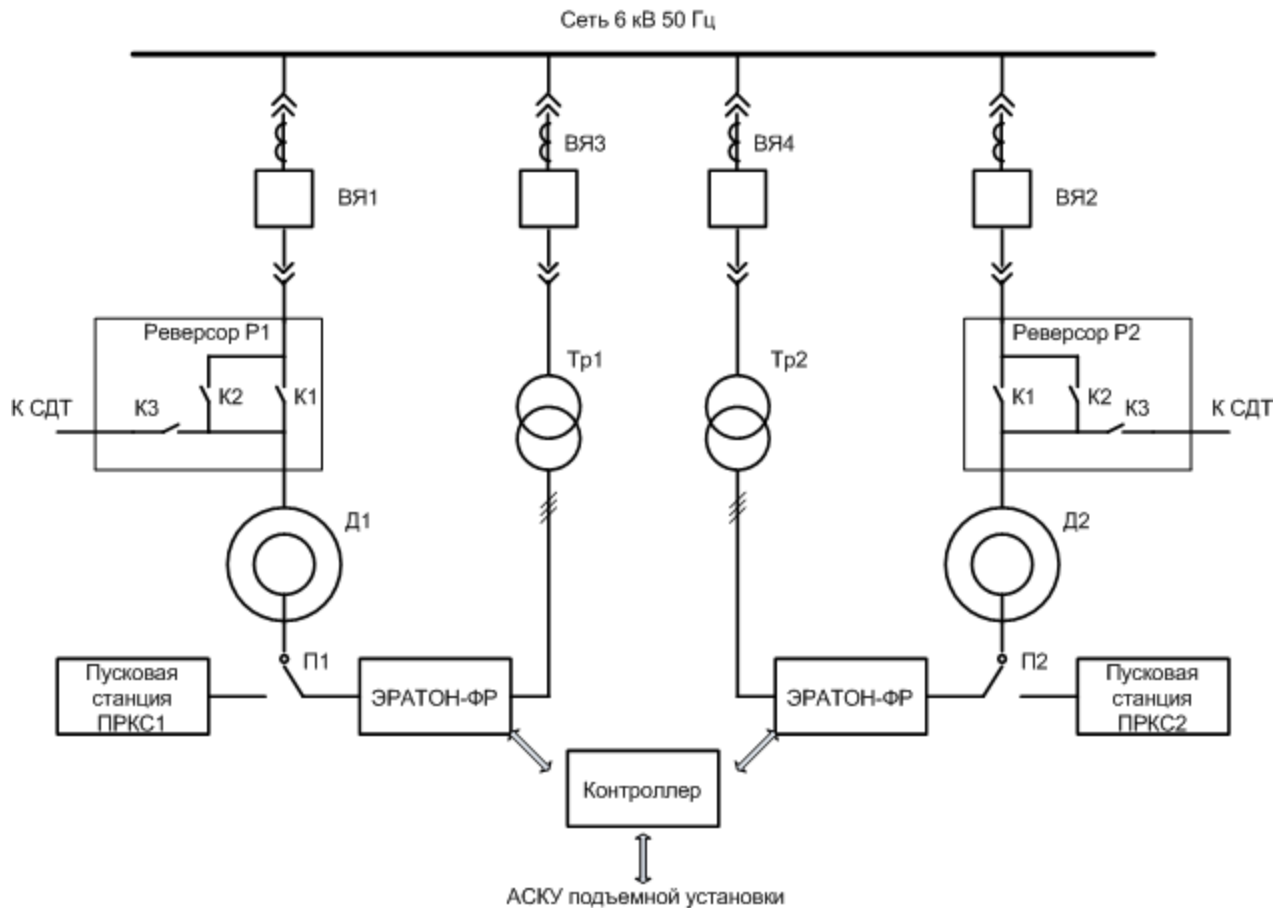 Сеть 6 кВ 50 Гц
ВЯ1
ВЯ3
ВЯ4
ВЯ2
Реверсор Р1
К СДТ
К3
К2
К1
Тр1
Тр2
Реверсор Р2
К1
К2
К3
К СДТ
Д1
Д2
Пусковая
станция
ПРКС1
П1
ЭРАТОН-ФР
ЭРАТОН-ФР
П2
Пусковая
станция
ПРКС2
Контроллер
АСКУ подъемной установки